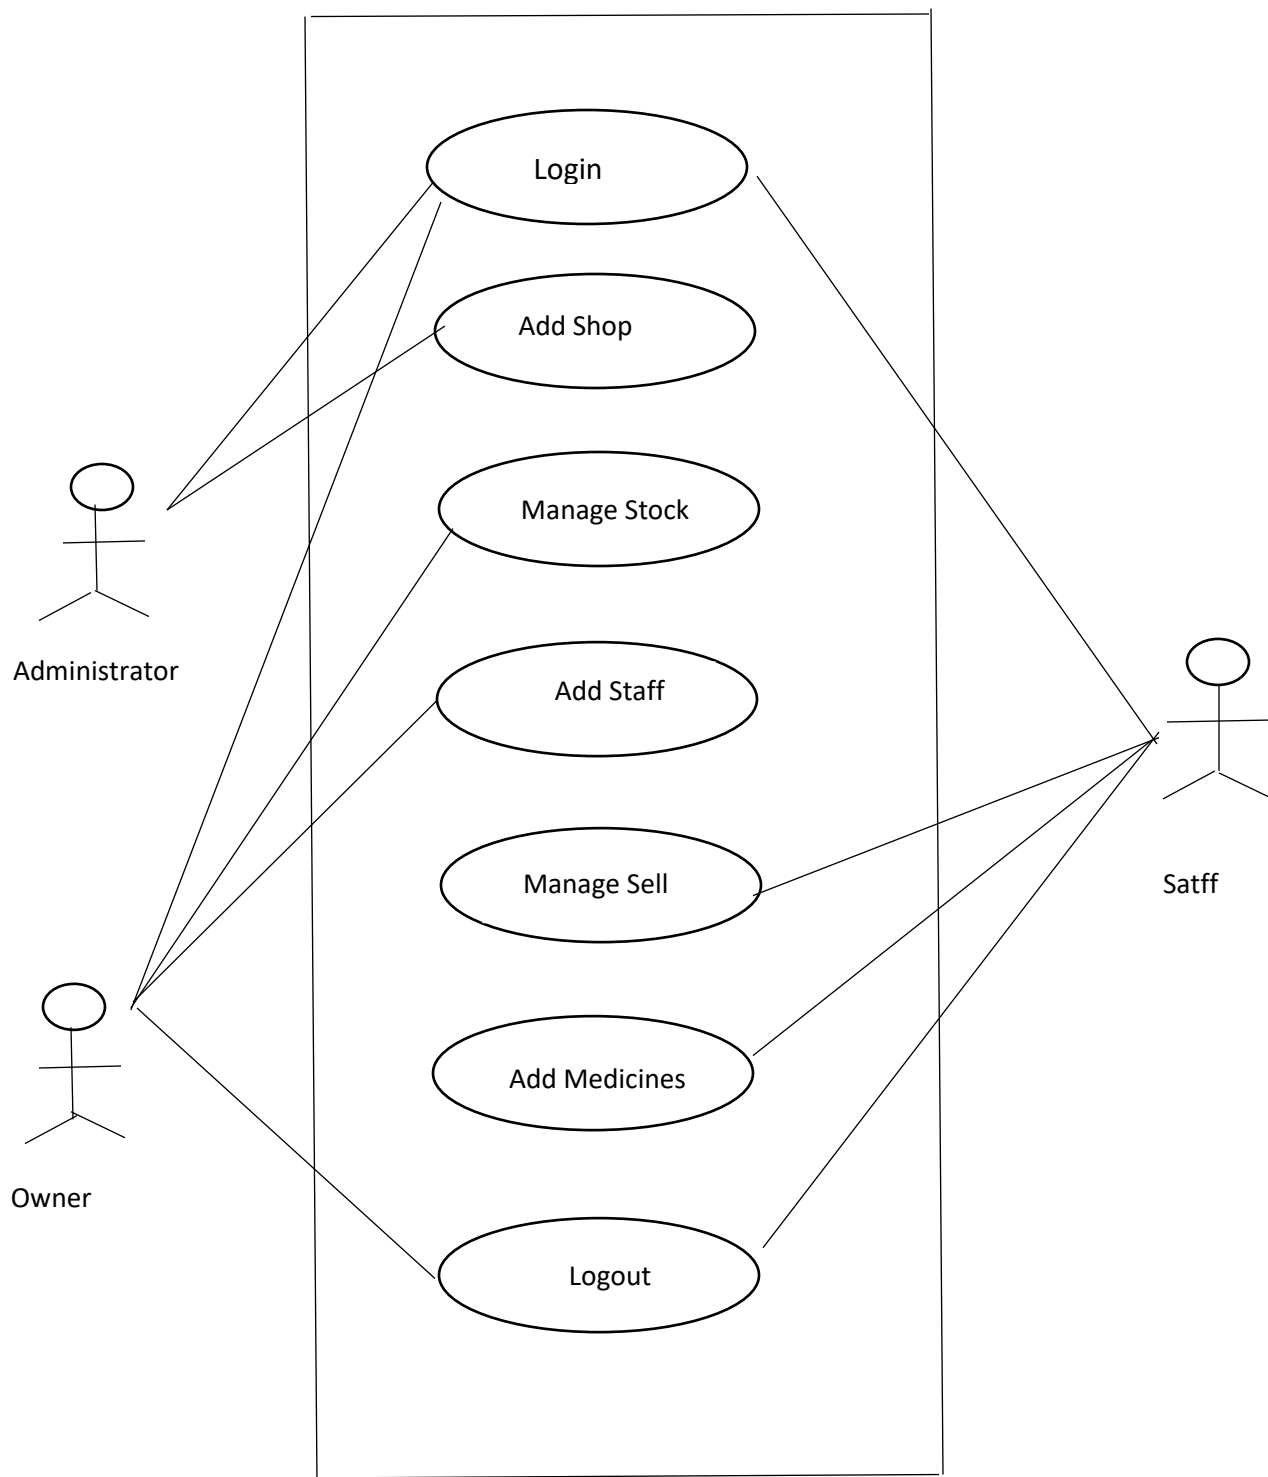 Login
Add Shop
Manage Stock
Add Staff
Administrator
Manage Sell
Satff
Add Medicines
Owner
Logout